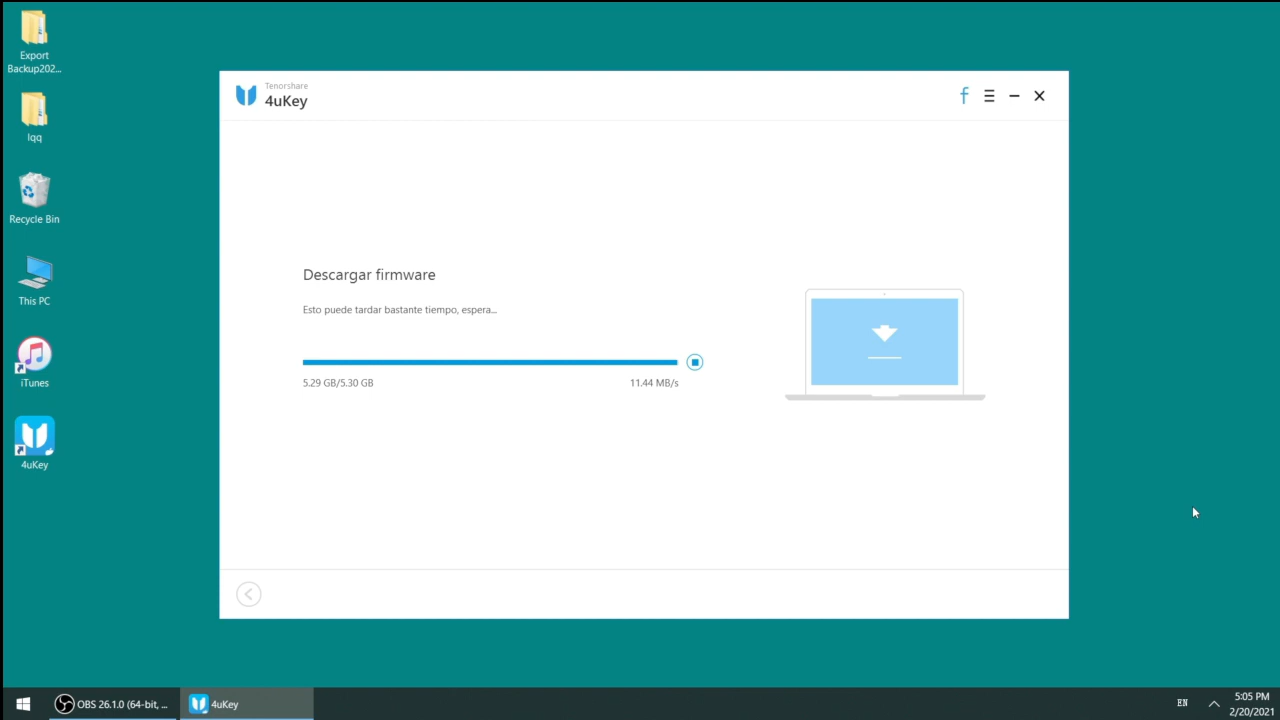 Export
Backup202...
lqq
Recycle Bin
This PC
iTunes
4uKey
Tenorshare
4uKey
Descargar firmware
Esto puede tardar bastante tiempo, espera...
5.29 GB/5.30 GB
11.44 MB/s
OBS 26.1.0 (64-bit, ...
4uKey
EN
5:05 PM
2/20/2021